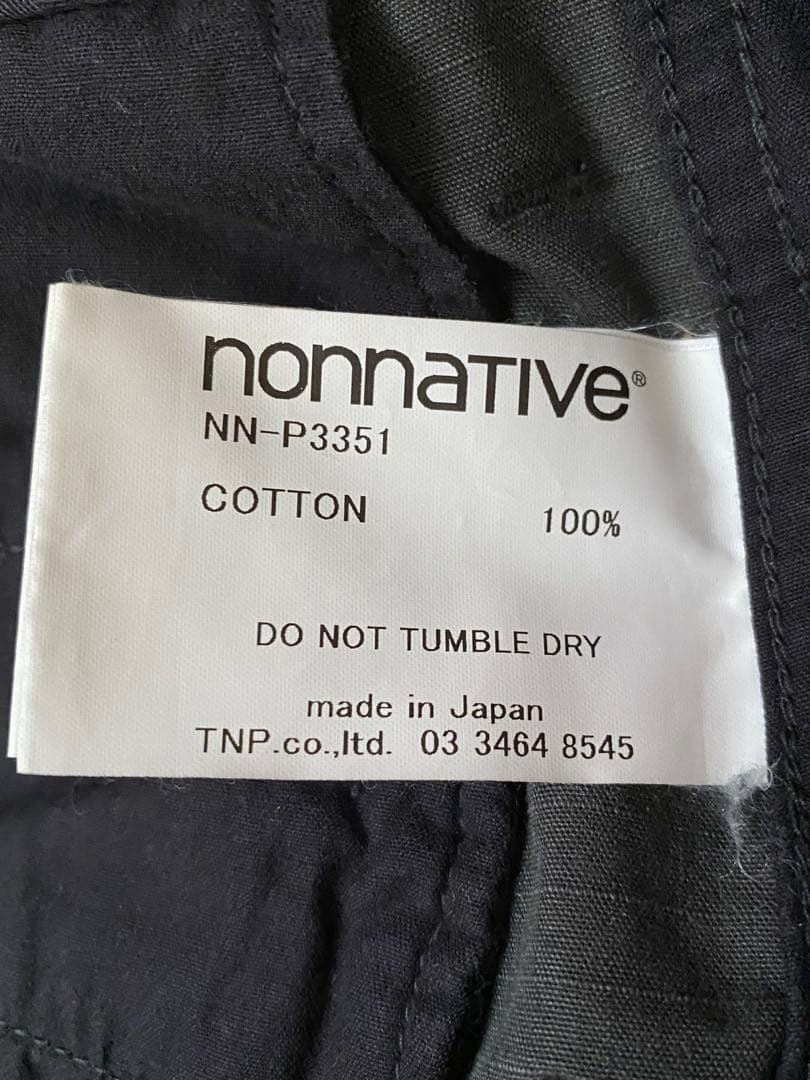 nonnaTIVe®
NN-P3351
COTTON 100%
DO NOT TUMBLE DRY
made in Japan
TNP.co.,ltd. 03 3464 8545